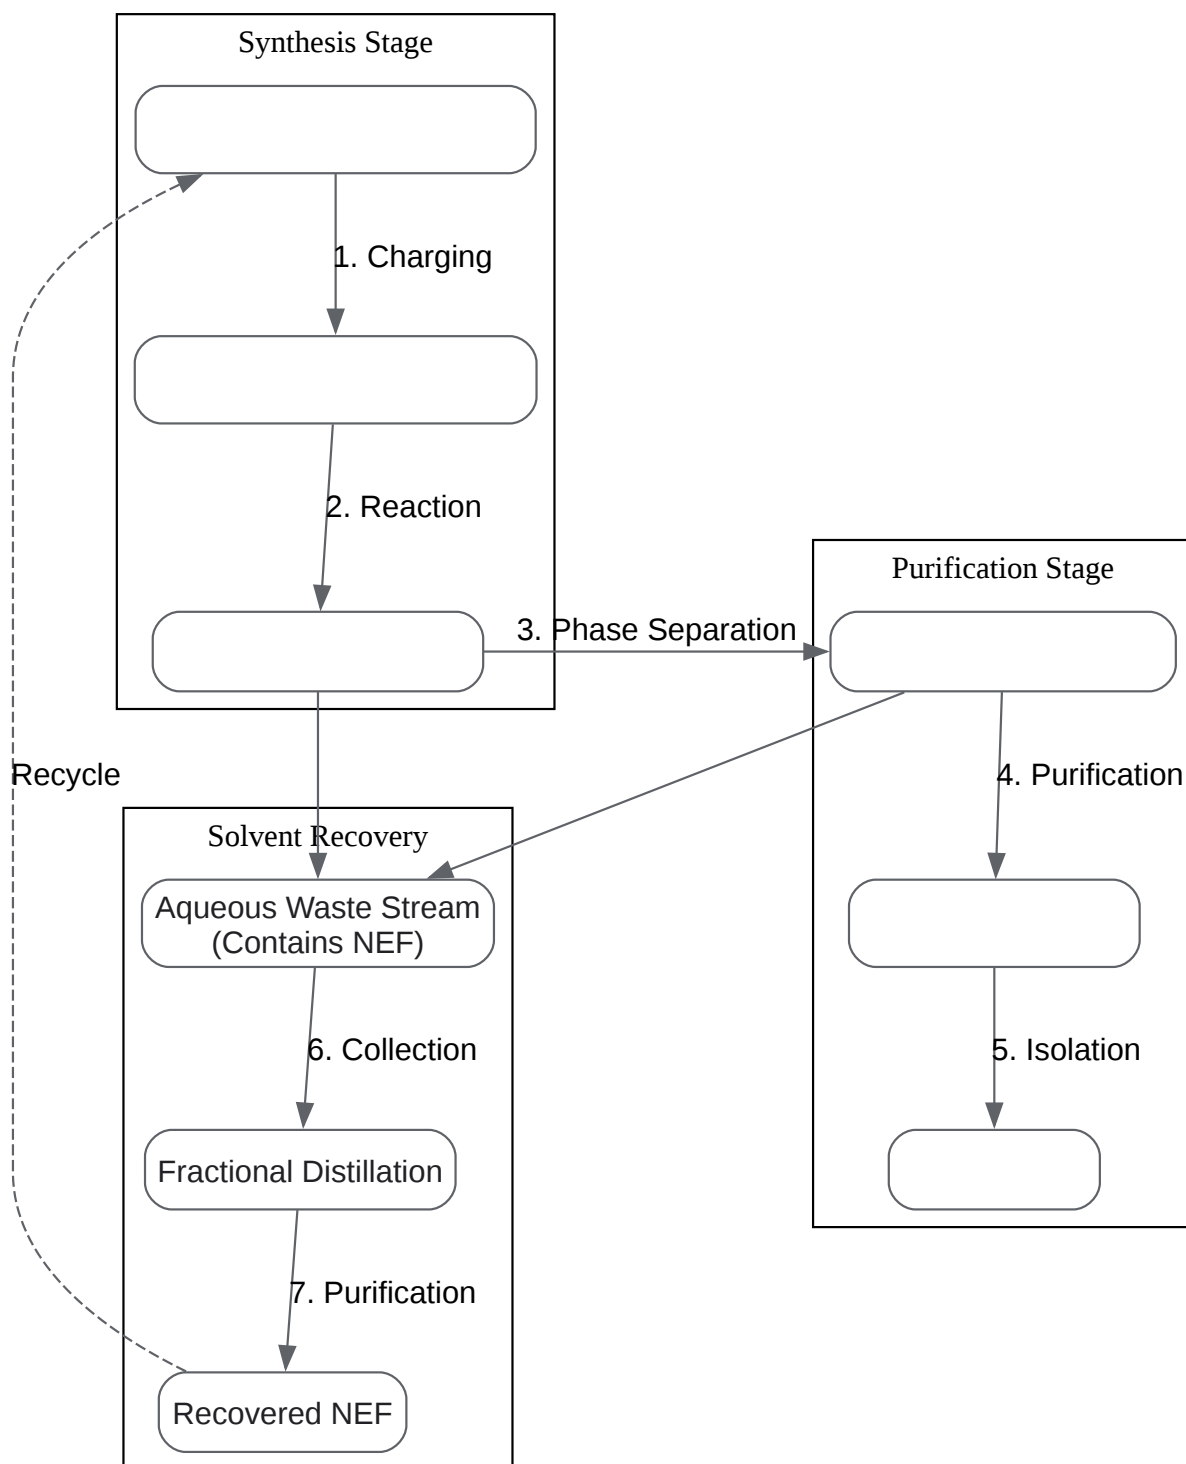 Synthesis Stage
1. Charging
2. Reaction
3. Phase Separation
Purification Stage
4. Purification
5. Isolation
Recycle
Solvent Recovery
Aqueous Waste Stream
(Contains NEF)
6. Collection
Fractional Distillation
7. Purification
Recovered NEF